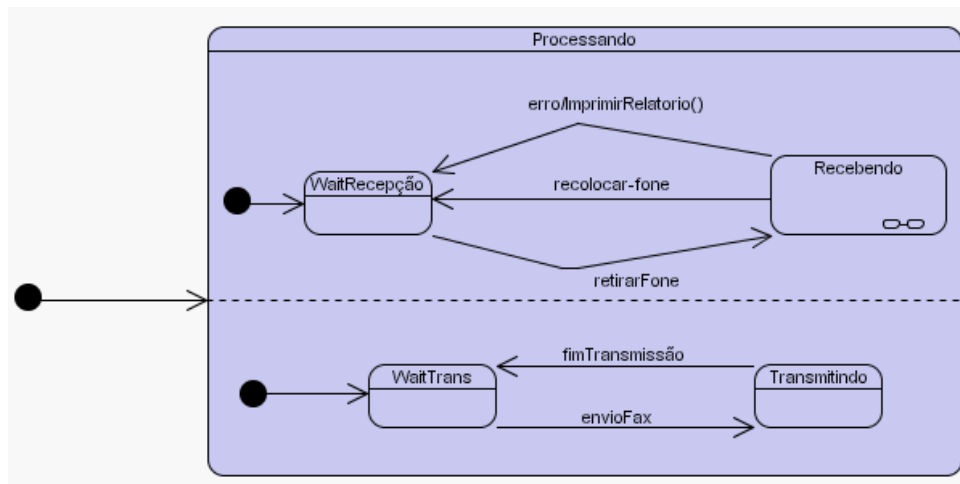 Processando
erro/ImprimirRelatorio()
WaitRecepção
recolocar-fone
Recebendo
retirarFone
fimTransmissão
WaitTrans
Transmitindo
envioFax